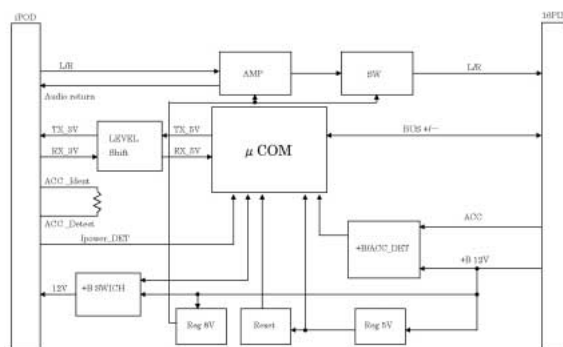 iPOD
16PIN
L/R
AMP
SW
L/R
Audio return
TX_3V
LEVEL
Shift
TX_5V
μ COM
BUS +/−
RX_3V
RX_5V
ACC_Ident
ACC_Detect
Ipower_DET
ACC
+B/ACC_DET
+B 12V
12V
+B SWICH
Reg 8V
Reset
Reg 5V